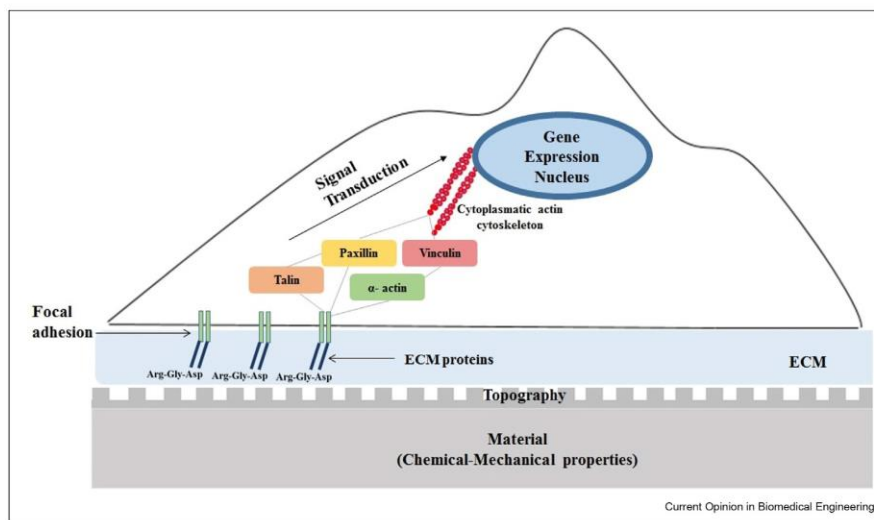 Gene
Expression
Nucleus
Signal
Transduction
Cytoplasmatic actin
cytoskeleton
Paxillin
Vinculin
Talin
α- actin
Focal
adhesion
ECM proteins
ECM
Arg-Gly-Asp
Arg-Gly-Asp
Arg-Gly-Asp
Topography
Material
(Chemical-Mechanical properties)
Current Opinion in Biomedical Engineering